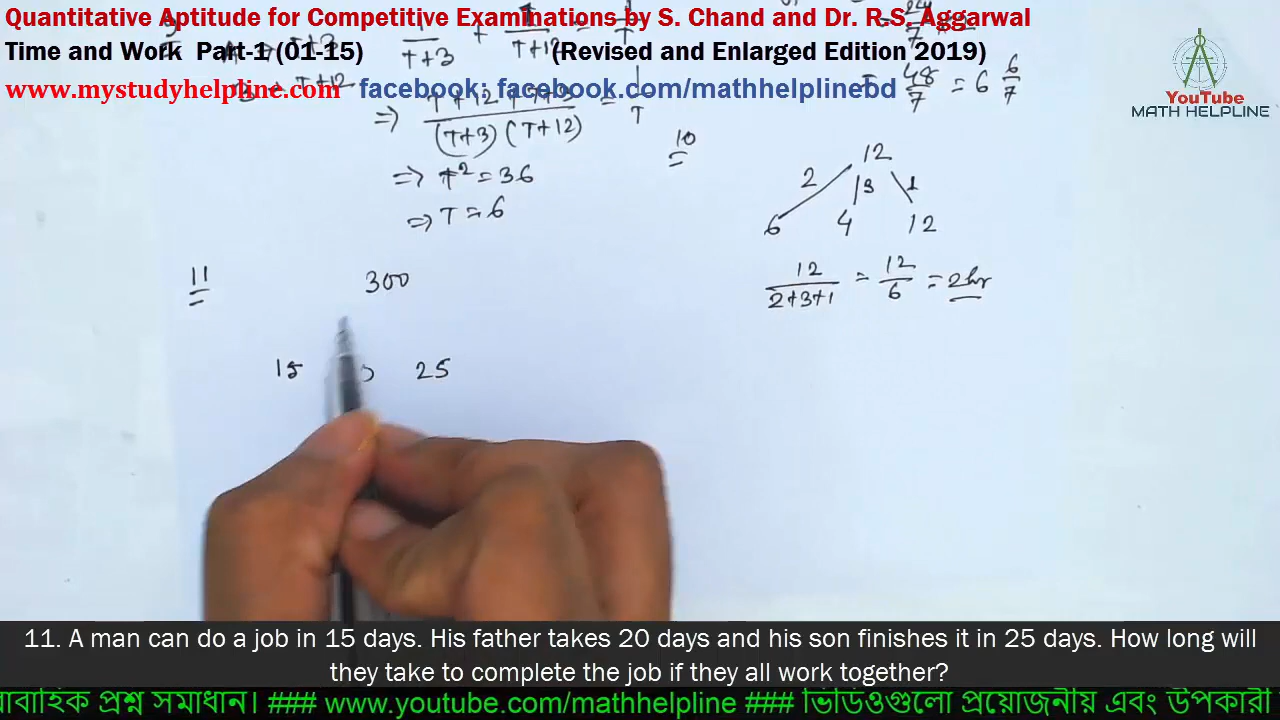 Quantitative Aptitude for Competitive Examinations by S. Chand and Dr. R.S. Aggarwal
Time and Work Part-1 (01-15) (Revised and Enlarged Edition 2019)
www.mystudyhelpline.com facebook: facebook.com/mathhelplinebd
YouTube
MATH HELPLINE
48/7 = 6 6/7
(T+3)(T+12)
10
⇒ T² = 36
⇒ T = 6
12
2 3 1
6 4 12
12/(2+3+1) = 12/6 = 2hr
11
300
15 25
11. A man can do a job in 15 days. His father takes 20 days and his son finishes it in 25 days. How long will
they take to complete the job if they all work together?
াবাহিক প্রশ্ন সমাধান। ### www.youtube.com/mathhelpline ### ভিডিওগুলো প্রয়োজনীয় এবং উপকারী